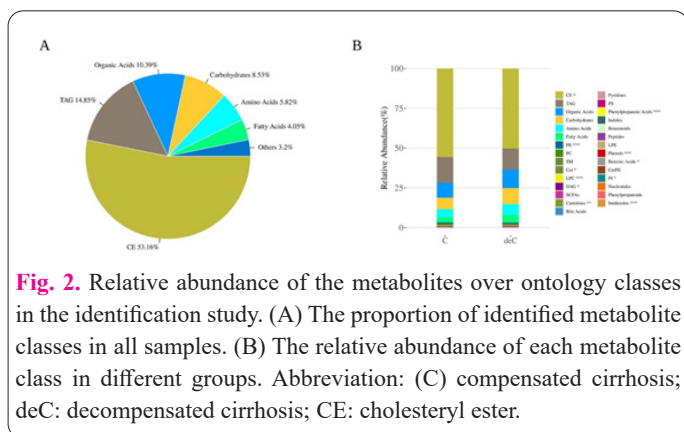 A
B
Organic Acids 10.39%
Carbohydrates 8.53%
TAG 14.85%
Amino Acids 5.82%
Fatty Acids 4.05%
Others 3.2%
CE 53.16%
Relative Abundance(%)
100
75
50
25
0
C
deC
CE *
TAG
Organic Acids
Carbohydrates
Amino Acids
Fatty Acids
PE ***
PC
SM
Cer *
LPC ***
DAG *
SCFAs
Carnitines **
Bile Acids
Pyridines
PS
Phenylpropanoic Acids ***
Indoles
Benzenoids
Peptides
LPE
Phenols ***
Benzoic Acids *
PI *
Nucleotides
Phenylpropanoids
Imidazoles ***
Fig. 2. Relative abundance of the metabolites over ontology classes
in the identification study. (A) The proportion of identified metabolite
classes in all samples. (B) The relative abundance of each metabolite
class in different groups. Abbreviation: (C) compensated cirrhosis;
deC: decompensated cirrhosis; CE: cholesteryl ester.